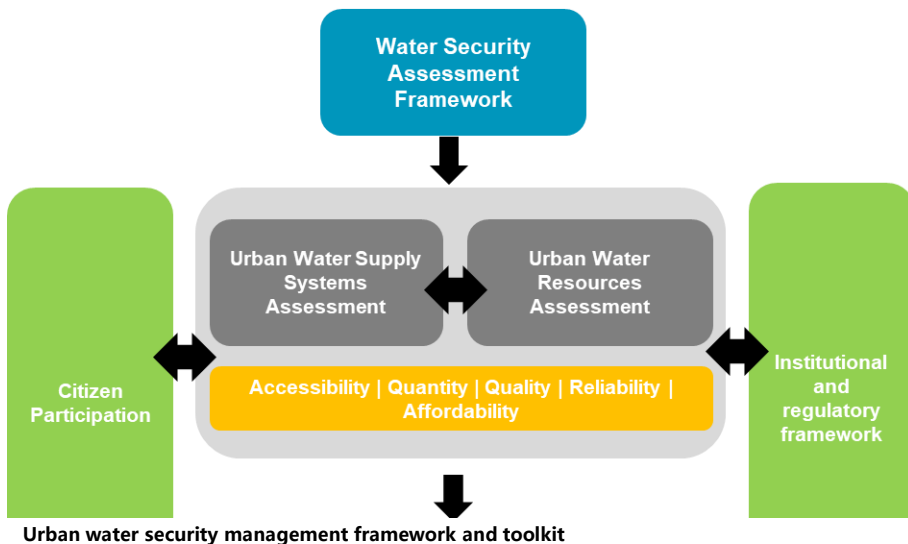 Water Security
Assessment
Framework
Urban Water Supply
Systems
Assessment
Urban Water
Resources
Assessment
Accessibility | Quantity | Quality | Reliability |
Affordability
Citizen
Participation
Institutional
and
regulatory
framework
Urban water security management framework and toolkit